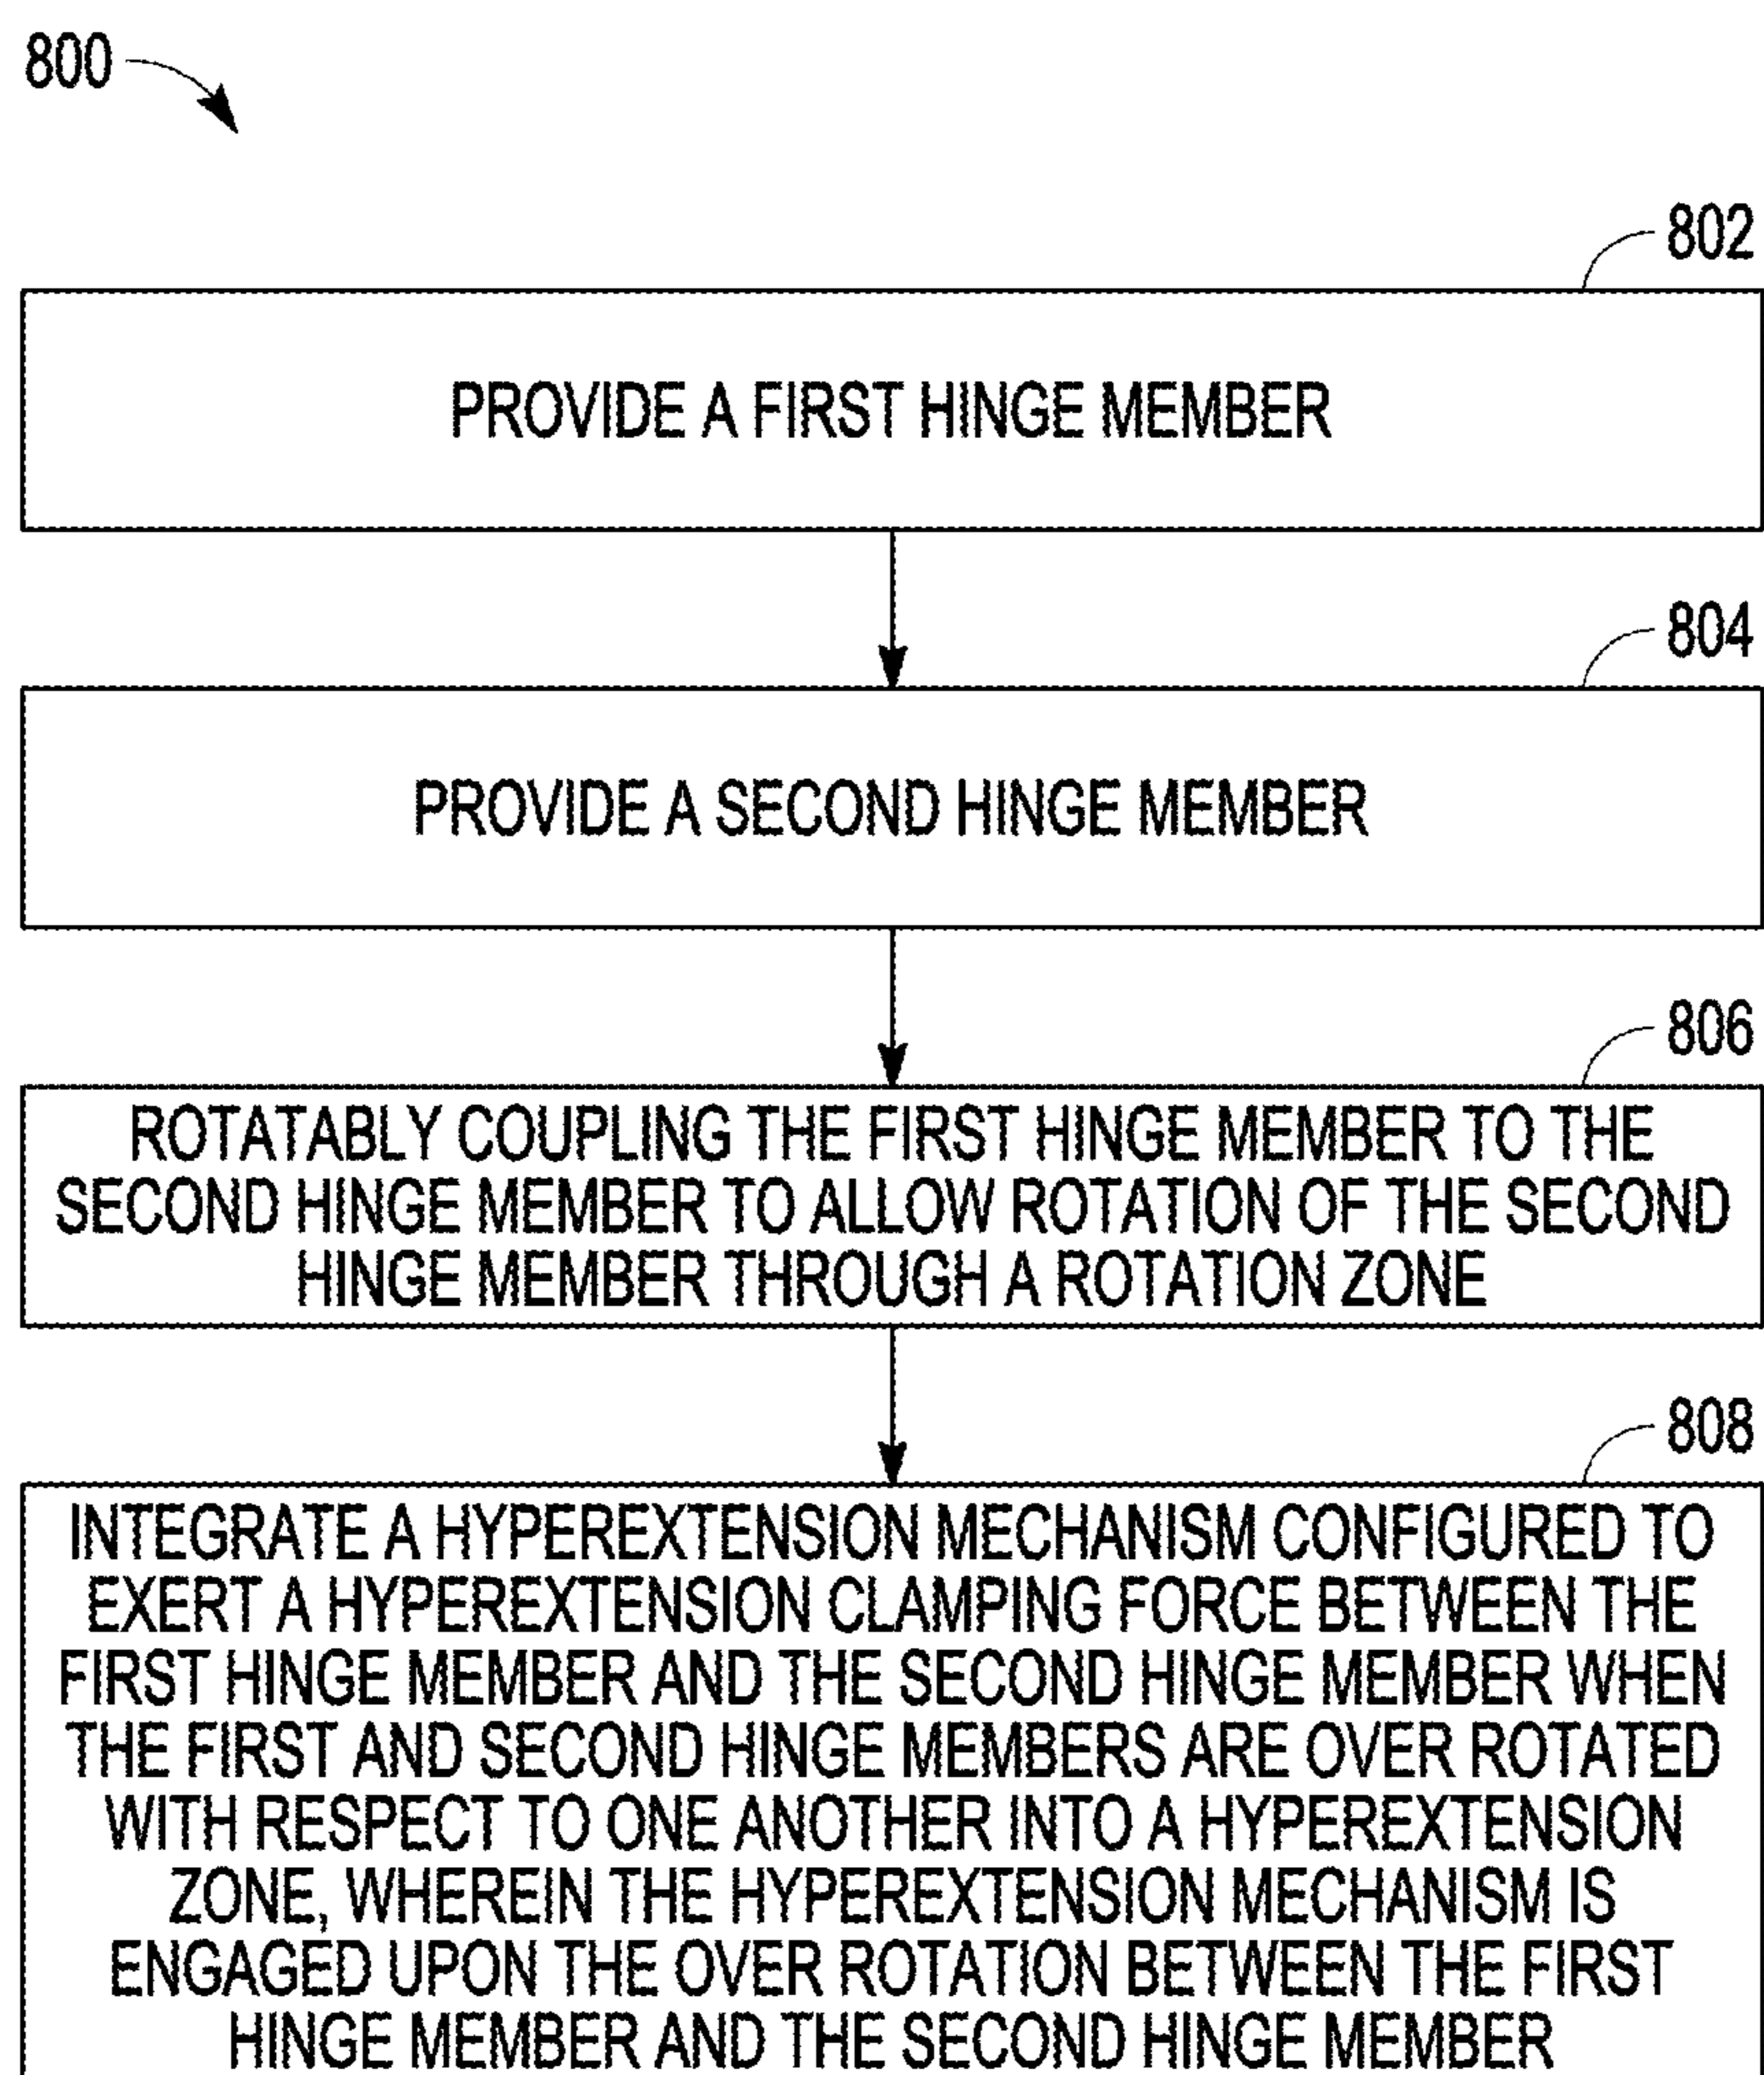 800
802
PROVIDE A FIRST HINGE MEMBER
804
PROVIDE A SECOND HINGE MEMBER
806
ROTATABLY COUPLING THE FIRST HINGE MEMBER TO THE
SECOND HINGE MEMBER TO ALLOW ROTATION OF THE SECOND
HINGE MEMBER THROUGH A ROTATION ZONE
808
INTEGRATE A HYPEREXTENSION MECHANISM CONFIGURED TO
EXERT A HYPEREXTENSION CLAMPING FORCE BETWEEN THE
FIRST HINGE MEMBER AND THE SECOND HINGE MEMBER WHEN
THE FIRST AND SECOND HINGE MEMBERS ARE OVER ROTATED
WITH RESPECT TO ONE ANOTHER INTO A HYPEREXTENSION
ZONE, WHEREIN THE HYPEREXTENSION MECHANISM IS
ENGAGED UPON THE OVER ROTATION BETWEEN THE FIRST
HINGE MEMBER AND THE SECOND HINGE MEMBER